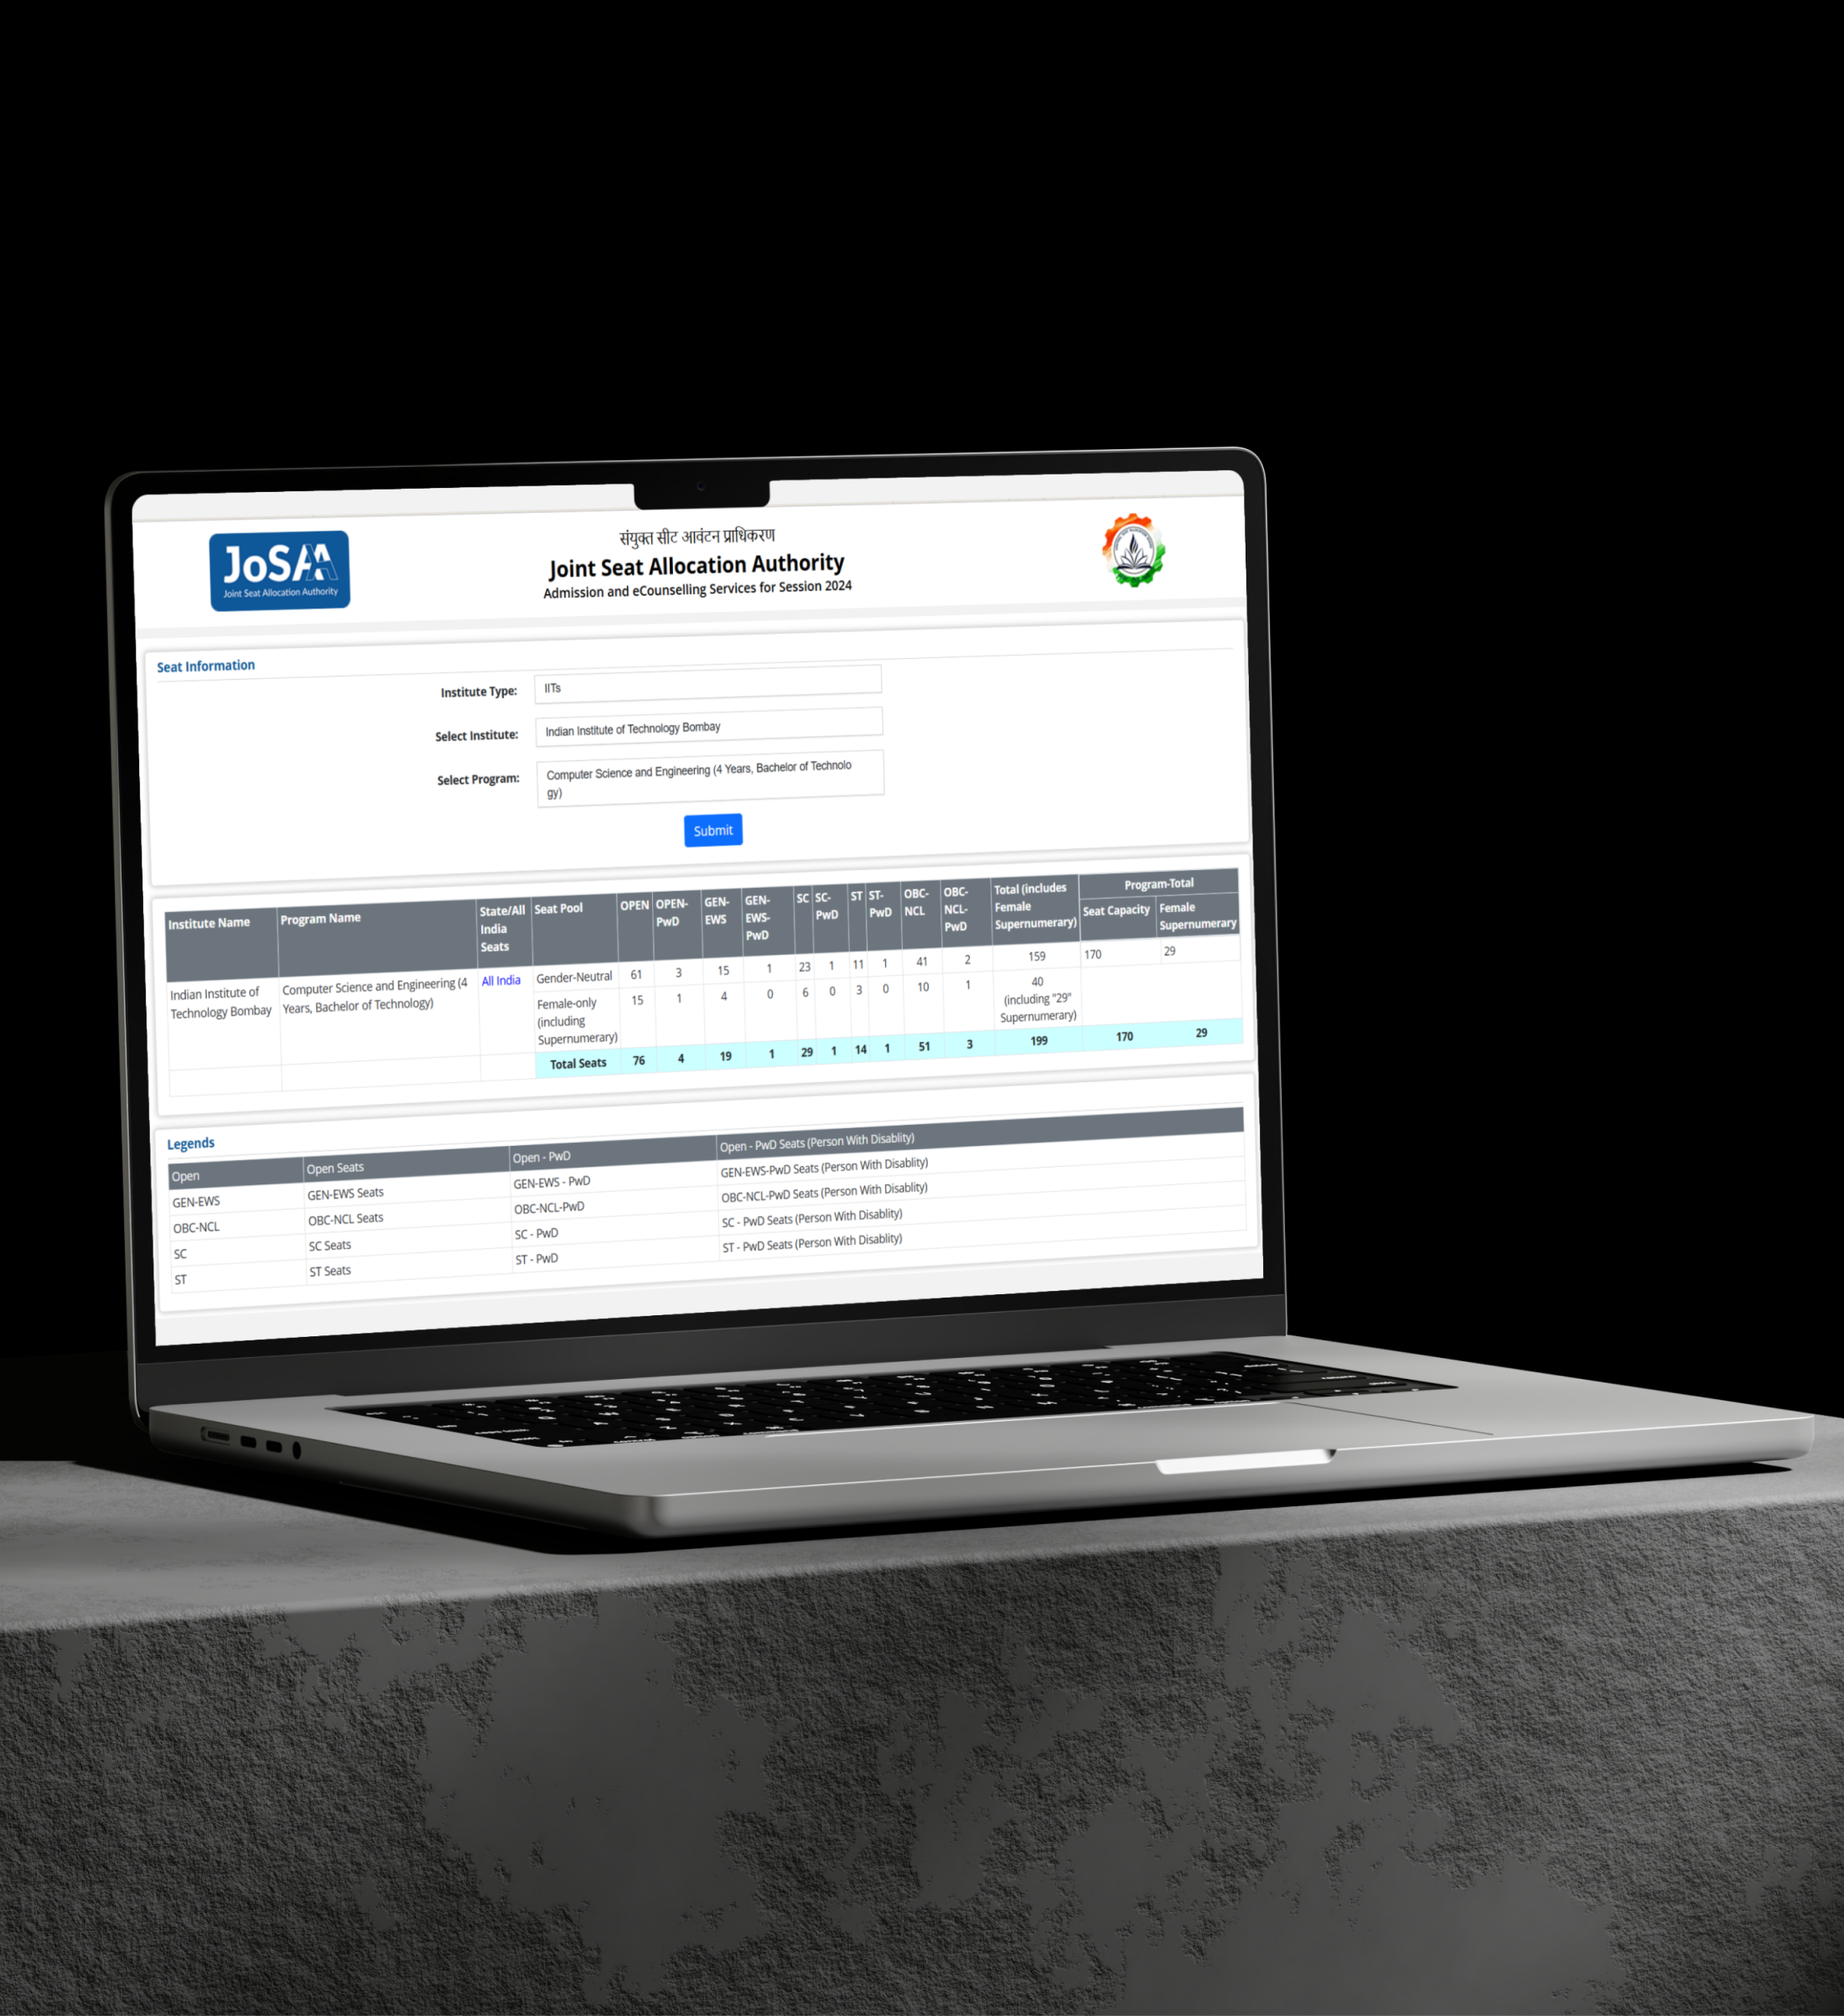 JoSAA
Joint Seat Allocation Authority
संयुक्त सीट आवंटन प्राधिकरण
Joint Seat Allocation Authority
Admission and eCounselling Services for Session 2024
Seat Information
Institute Type: IITs
Select Institute: Indian Institute of Technology Bombay
Select Program: Computer Science and Engineering (4 Years, Bachelor of Technolo
gy)
Submit
Institute Name Program Name State/All India Seats Seat Pool OPEN OPEN-PwD GEN-EWS GEN-EWS-PwD SC SC-PwD ST ST-PwD OBC-NCL OBC-NCL-PwD Total (includes Female Supernumerary) Program-Total
Seat Capacity Female Supernumerary
Indian Institute of Technology Bombay Computer Science and Engineering (4 Years, Bachelor of Technology) All India Gender-Neutral 61 3 15 1 23 1 11 1 41 2 159 170 29
Female-only (including Supernumerary) 15 1 4 0 6 0 3 0 10 1 40 (including "29" Supernumerary)
Total Seats 76 4 19 1 29 1 14 1 51 3 199 170 29
Legends
Open Open Seats Open - PwD Open - PwD Seats (Person With Disablity)
GEN-EWS GEN-EWS Seats GEN-EWS - PwD GEN-EWS-PwD Seats (Person With Disablity)
OBC-NCL OBC-NCL Seats OBC-NCL-PwD OBC-NCL-PwD Seats (Person With Disablity)
SC SC Seats SC - PwD SC - PwD Seats (Person With Disablity)
ST ST Seats ST - PwD ST - PwD Seats (Person With Disablity)